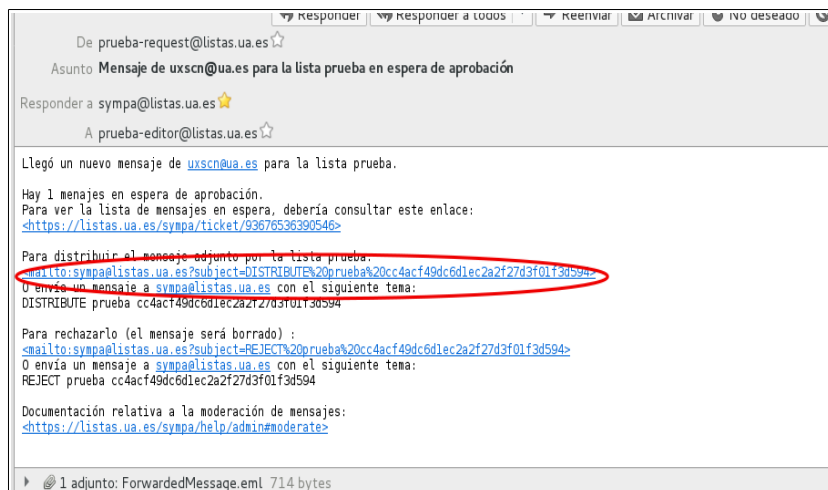 Responder Responder a todos Reenviar Archivar No deseado
De prueba-request@listas.ua.es
Asunto Mensaje de uxscn@ua.es para la lista prueba en espera de aprobación
Responder a sympa@listas.ua.es
A prueba-editor@listas.ua.es
Llegó un nuevo mensaje de uxscn@ua.es para la lista prueba.
Hay 1 menajes en espera de aprobación.
Para ver la lista de mensajes en espera, debería consultar este enlace:
<https://listas.ua.es/sympa/ticket/93676536390546>
Para distribuir el mensaje adjunto por la lista prueba:
<mailto:sympa@listas.ua.es?subject=DISTRIBUTE%20prueba%20cc4acf49dc6d1ec2a2f27d3f01f3d594>
O envía un mensaje a sympa@listas.ua.es con el siguiente tema:
DISTRIBUTE prueba cc4acf49dc6d1ec2a2f27d3f01f3d594
Para rechazarlo (el mensaje será borrado) :
<mailto:sympa@listas.ua.es?subject=REJECT%20prueba%20cc4acf49dc6d1ec2a2f27d3f01f3d594>
O envía un mensaje a sympa@listas.ua.es con el siguiente tema:
REJECT prueba cc4acf49dc6d1ec2a2f27d3f01f3d594
Documentación relativa a la moderación de mensajes:
<https://listas.ua.es/sympa/help/admin#moderate>
1 adjunto: ForwardedMessage.eml 714 bytes